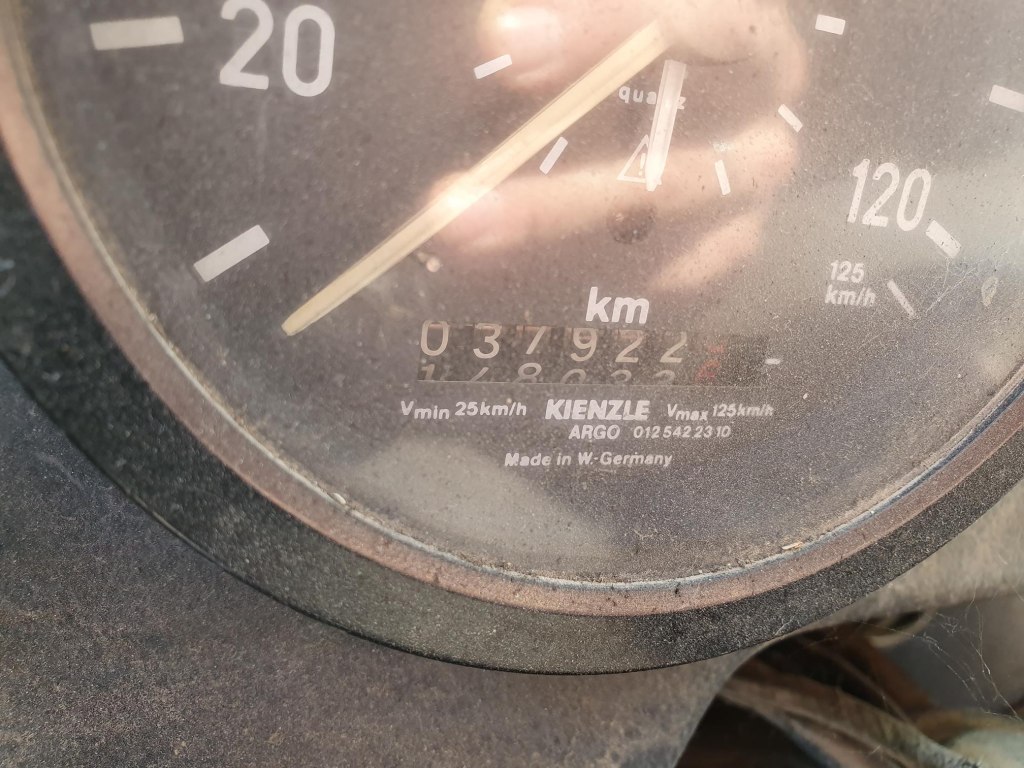 20
quartz
120
125
km/h
km
037922
Vmin 25km/h KIENZLE Vmax 125km/h
ARGO 012 542 23 10
Made in W.-Germany